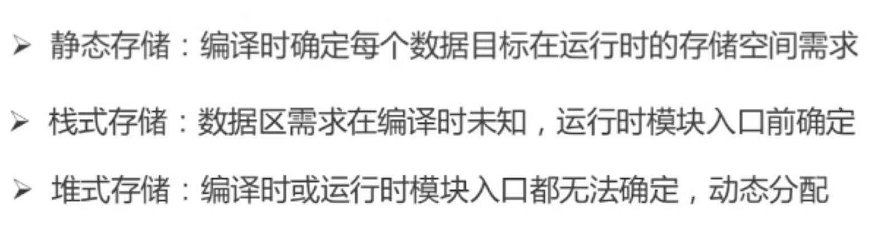 ➢ 静态存储：编译时确定每个数据目标在运行时的存储空间需求
➢ 栈式存储：数据区需求在编译时未知，运行时模块入口前确定
➢ 堆式存储：编译时或运行时模块入口都无法确定，动态分配